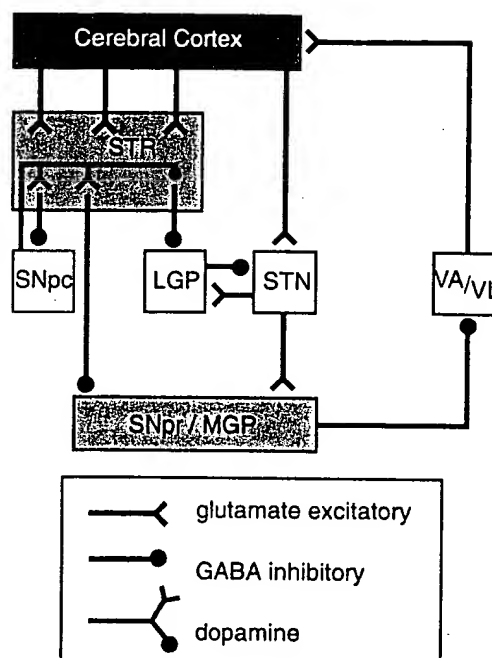 Cerebral Cortex
STR
SNpc
LGP
STN
VA/VL
SNpr / MGP
glutamate excitatory
GABA inhibitory
dopamine